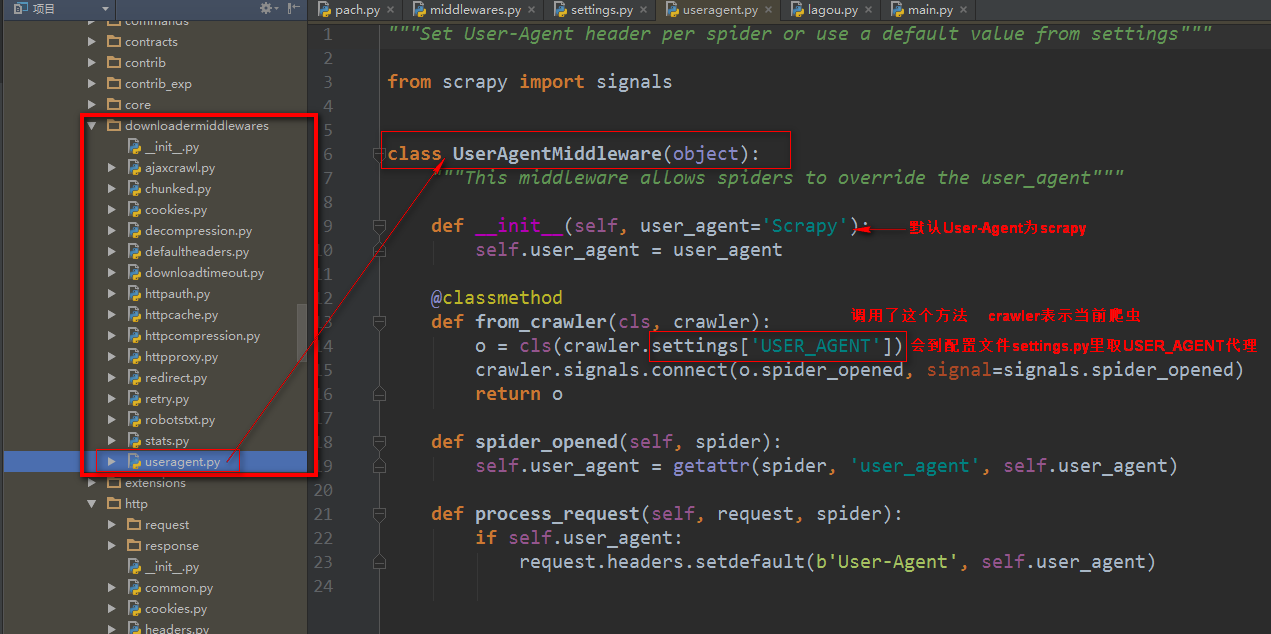 项目
pach.py
middlewares.py
settings.py
useragent.py
lagou.py
main.py
commands
contracts
contrib
contrib_exp
core
downloadermiddlewares
__init__.py
ajaxcrawl.py
chunked.py
cookies.py
decompression.py
defaultheaders.py
downloadtimeout.py
httpauth.py
httpcache.py
httpcompression.py
httpproxy.py
redirect.py
retry.py
robotstxt.py
stats.py
useragent.py
extensions
http
request
response
__init__.py
common.py
cookies.py
headers.py
1 """Set User-Agent header per spider or use a default value from settings"""
2
3 from scrapy import signals
4
5
6 class UserAgentMiddleware(object):
7 """This middleware allows spiders to override the user_agent"""
8
9 def __init__(self, user_agent='Scrapy'): 默认User-Agent为scrapy
10 self.user_agent = user_agent
11
12 @classmethod
调用了这个方法 crawler表示当前爬虫
13 def from_crawler(cls, crawler):
14 o = cls(crawler.settings['USER_AGENT']) 会到配置文件settings.py里取USER_AGENT代理
15 crawler.signals.connect(o.spider_opened, signal=signals.spider_opened)
16 return o
17
18 def spider_opened(self, spider):
19 self.user_agent = getattr(spider, 'user_agent', self.user_agent)
20
21 def process_request(self, request, spider):
22 if self.user_agent:
23 request.headers.setdefault(b'User-Agent', self.user_agent)
24